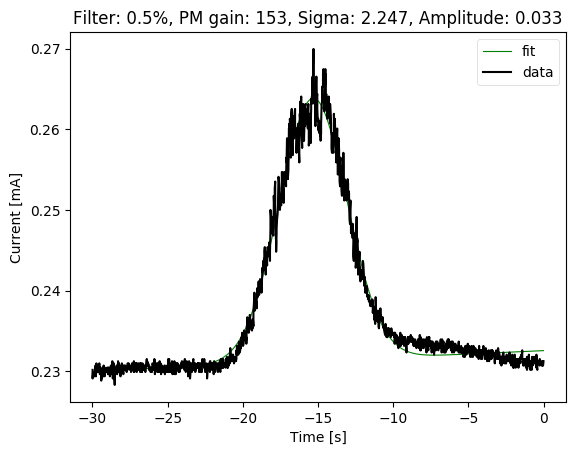 Filter: 0.5%, PM gain: 153, Sigma: 2.247, Amplitude: 0.033
fit
data
0.27
0.26
0.25
0.24
0.23
Current [mA]
−30
−25
−20
−15
−10
−5
0
Time [s]